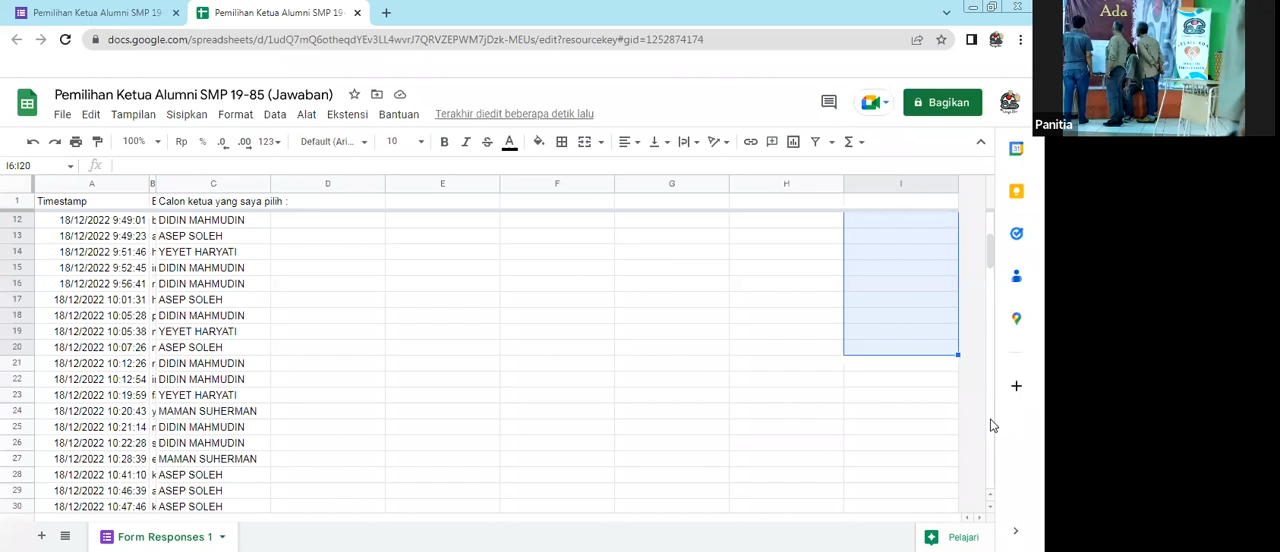 Pemilihan Ketua Alumni SMP 19- × Pemilihan Ketua Alumni SMP 19- × +
docs.google.com/spreadsheets/d/1udQ7mQ6otheqdYEv3LL4wvrJ7QRVZEPWM Kz-MEUs/edit?resourcekey#gid=1252874174
Pemilihan Ketua Alumni SMP 19-85 (Jawaban)
File Edit Tampilan Sisipkan Format Data Alat Ekstensi Bantuan Terakhir diedit beberapa detik lalu
Bagikan
100% Rp % .0 .00 123 Default (Ari... 10 B I S A
I6:I20 fx
A B C D E F G H I
1 Timestamp E Calon ketua yang saya pilih :
12 18/12/2022 9:49:01 b DIDIN MAHMUDIN
13 18/12/2022 9:49:23 a ASEP SOLEH
14 18/12/2022 9:51:46 h YEYET HARYATI
15 18/12/2022 9:52:45 ii DIDIN MAHMUDIN
16 18/12/2022 9:56:41 r DIDIN MAHMUDIN
17 18/12/2022 10:01:31 h ASEP SOLEH
18 18/12/2022 10:05:28 p DIDIN MAHMUDIN
19 18/12/2022 10:05:38 r YEYET HARYATI
20 18/12/2022 10:07:26 r ASEP SOLEH
21 18/12/2022 10:12:26 r DIDIN MAHMUDIN
22 18/12/2022 10:12:54 ii DIDIN MAHMUDIN
23 18/12/2022 10:19:59 f YEYET HARYATI
24 18/12/2022 10:20:43 y MAMAN SUHERMAN
25 18/12/2022 10:21:14 r DIDIN MAHMUDIN
26 18/12/2022 10:22:28 s DIDIN MAHMUDIN
27 18/12/2022 10:28:39 e MAMAN SUHERMAN
28 18/12/2022 10:41:10 k ASEP SOLEH
29 18/12/2022 10:46:39 a ASEP SOLEH
30 18/12/2022 10:47:46 k ASEP SOLEH
Form Responses 1
Pelajari
Ada
Panitia